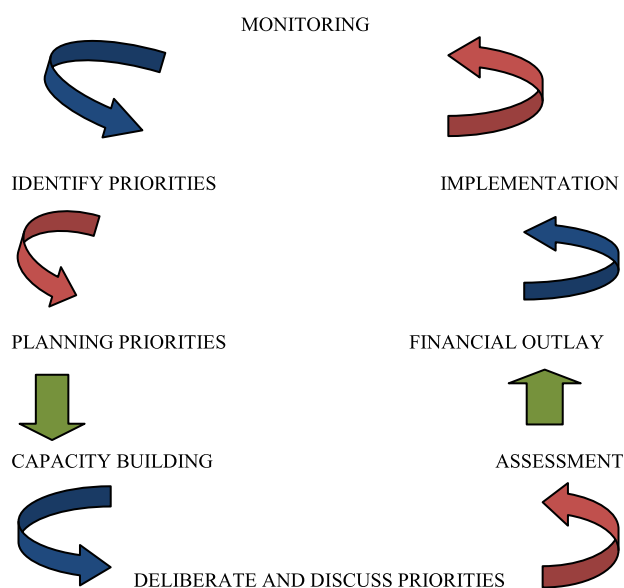 MONITORING
IDENTIFY PRIORITIES
IMPLEMENTATION
PLANNING PRIORITIES
FINANCIAL OUTLAY
CAPACITY BUILDING
ASSESSMENT
DELIBERATE AND DISCUSS PRIORITIES